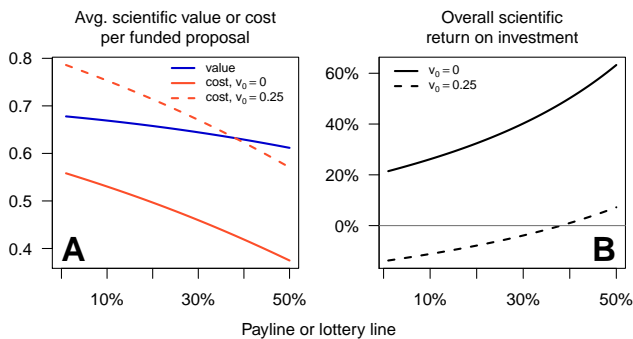 Avg. scientific value or cost
per funded proposal
Overall scientific
return on investment
0.8
0.7
0.6
0.5
0.4
value
cost, v₀ = 0
cost, v₀ = 0.25
A
10%
30%
50%
60%
40%
20%
0%
v₀ = 0
v₀ = 0.25
B
10%
30%
50%
Payline or lottery line